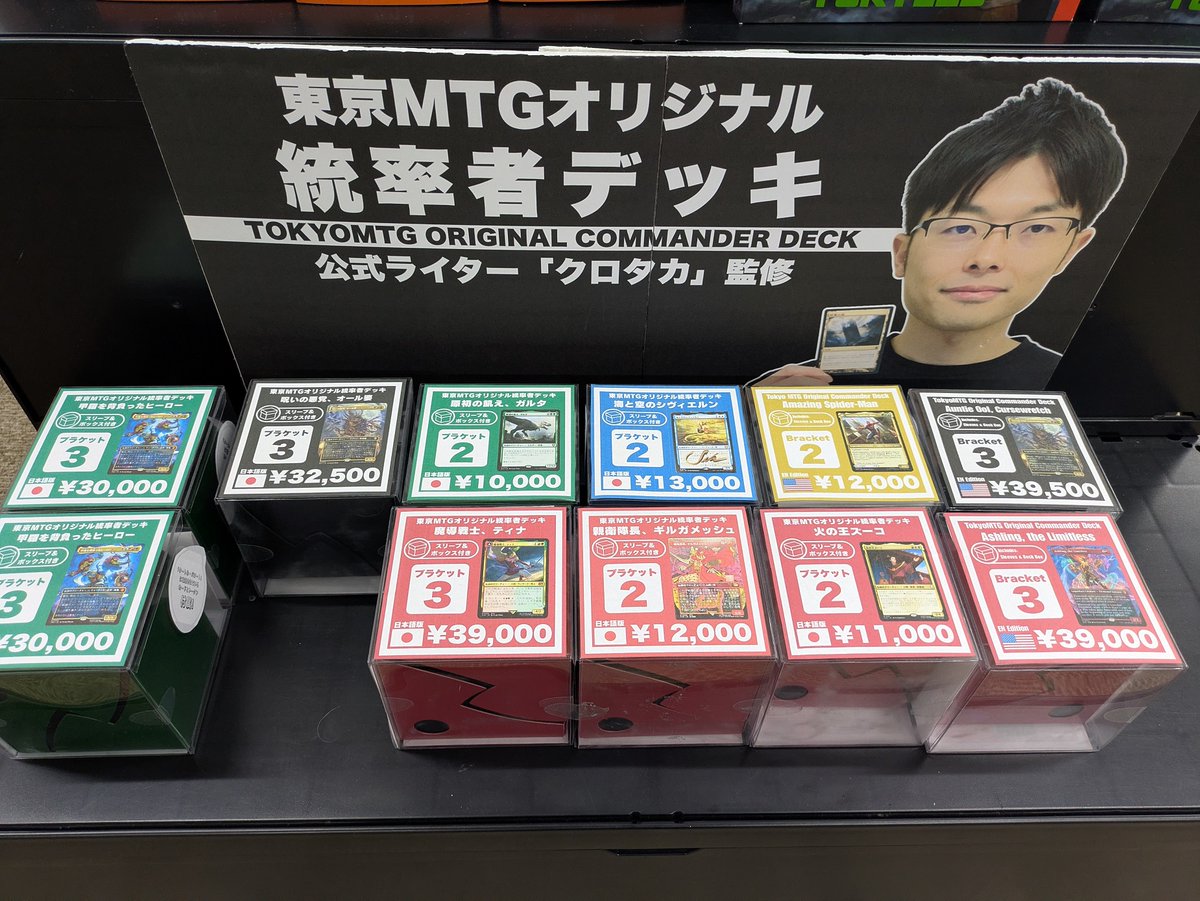 東京MTGオリジナル
統率者デッキ
TOKYOMTG ORIGINAL COMMANDER DECK
公式ライター「クロタカ」監修
東京MTGオリジナル統率者デッキ
甲羅を背負ったヒーロー
スリーブ&
ボックス付き
ブラケット
3
日本語版
¥30,000
東京MTGオリジナル統率者デッキ
呪いの悪党、オール婆
スリーブ&
ボックス付き
ブラケット
3
日本語版
¥32,500
東京MTGオリジナル統率者デッキ
原初の飢え、ガルタ
スリーブ&
ボックス付き
ブラケット
2
日本語版
¥10,000
東京MTGオリジナル統率者デッキ
海と空のシヴィエルン
スリーブ&
ボックス付き
ブラケット
2
日本語版
¥13,000
Tokyo MTG Original Commander Deck
Amazing Spider-Man
Sleeves & Deck Box
Bracket
2
EN Edition
¥12,000
TokyoMTG Original Commander Deck
Auntie Ool, Cursewretch
Sleeves & Deck Box
Bracket
3
EN Edition
¥39,500
東京MTGオリジナル統率者デッキ
甲羅を背負ったヒーロー
スリーブ&
ボックス付き
ブラケット
3
¥30,000
東京MTGオリジナル統率者デッキ
魔導戦士、ティナ
スリーブ&
ボックス付き
ブラケット
3
日本語版
¥39,000
東京MTGオリジナル統率者デッキ
親衛隊長、ギルガメッシュ
スリーブ&
ボックス付き
ブラケット
2
日本語版
¥12,000
東京MTGオリジナル統率者デッキ
火の王ズーコ
スリーブ&
ボックス付き
ブラケット
2
日本語版
¥11,000
TokyoMTG Original Commander Deck
Ashling, the Limitless
Includes:
Sleeves & Deck Box
Bracket
3
EN Edition
¥39,000